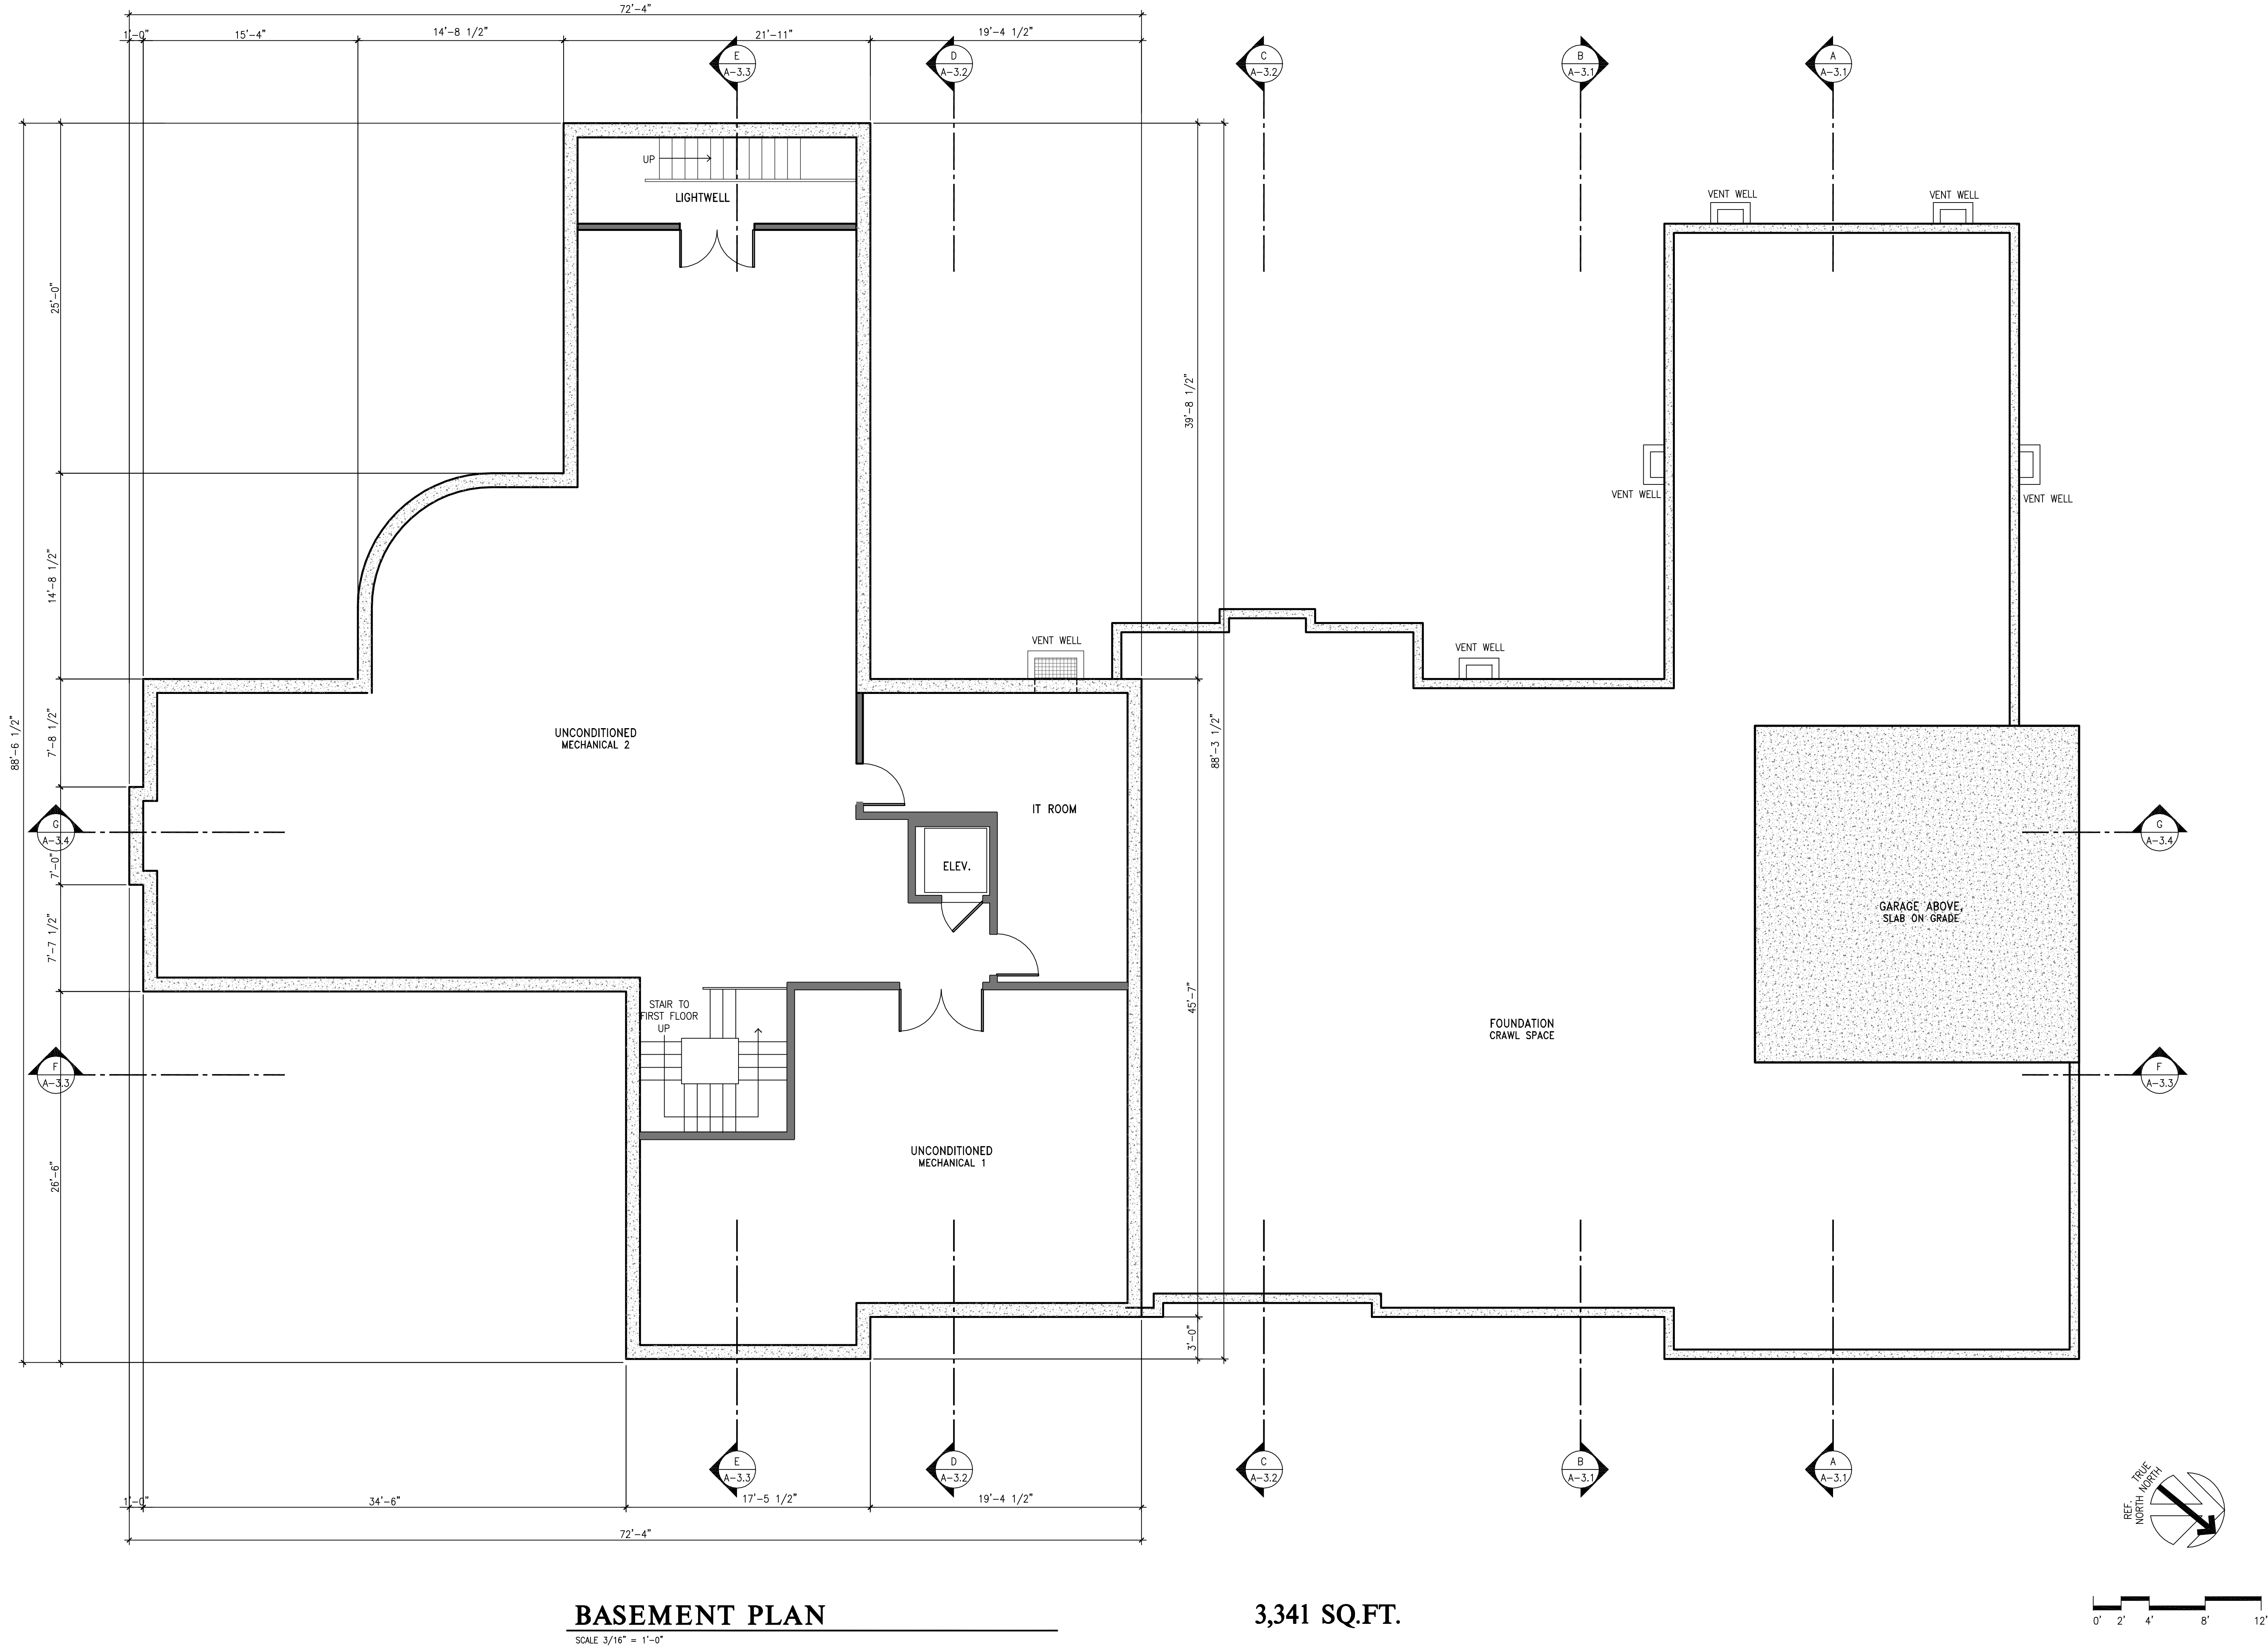 72'-4"
1'-0"
15'-4"
14'-8 1/2"
21'-11"
19'-4 1/2"
E
A-3.3
D
A-3.2
C
A-3.2
B
A-3.1
A
A-3.1
UP
LIGHTWELL
VENT WELL
VENT WELL
25'-0"
39'-8 1/2"
VENT WELL
VENT WELL
14'-8 1/2"
VENT WELL
VENT WELL
88'-6 1/2"
7'-8 1/2"
UNCONDITIONED
MECHANICAL 2
88'-3 1/2"
IT ROOM
G
A-3.4
G
A-3.4
7'-0"
ELEV.
7'-7 1/2"
GARAGE ABOVE,
SLAB ON GRADE
45'-7"
STAIR TO
FIRST FLOOR
UP
FOUNDATION
CRAWL SPACE
F
A-3.3
F
A-3.3
26'-6"
UNCONDITIONED
MECHANICAL 1
3'-0"
E
A-3.3
D
A-3.2
C
A-3.2
B
A-3.1
A
A-3.1
1'-0"
34'-6"
17'-5 1/2"
19'-4 1/2"
72'-4"
TRUE
NORTH
REF.
NORTH
BASEMENT PLAN
3,341 SQ.FT.
SCALE 3/16" = 1'-0"
0' 2' 4' 8' 12'